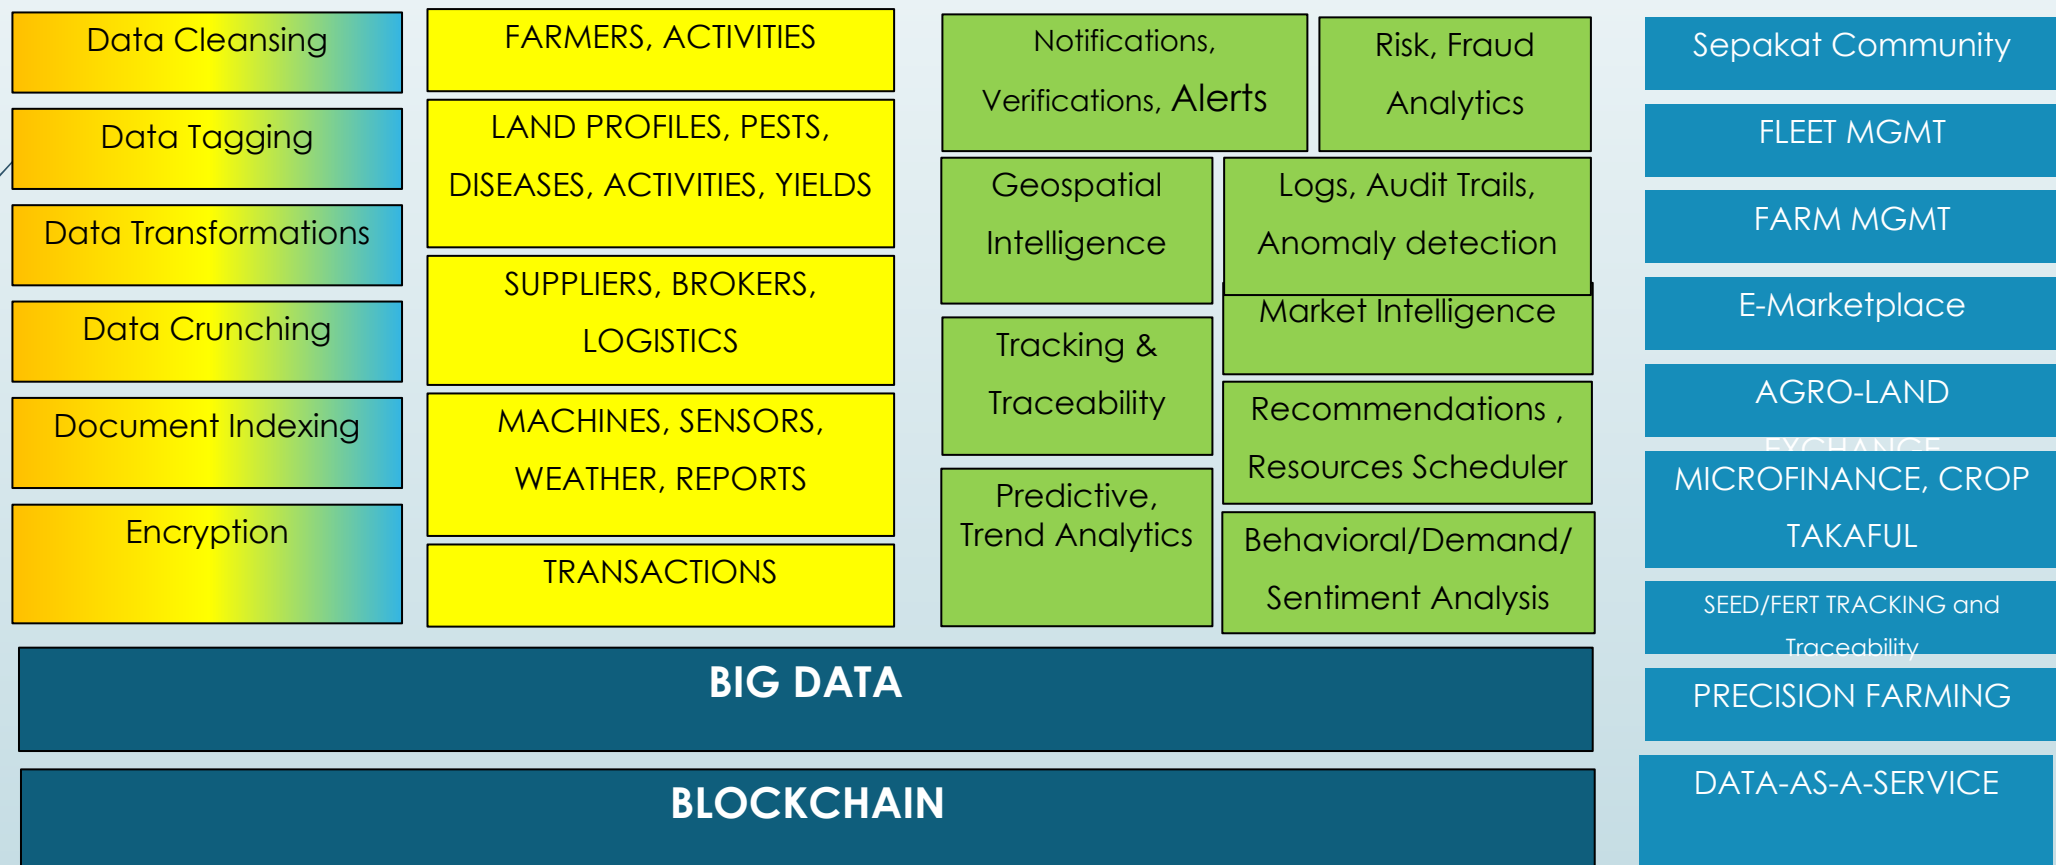 Data Cleansing
Data Tagging
Data Transformations
Data Crunching
Document Indexing
Encryption
FARMERS, ACTIVITIES
LAND PROFILES, PESTS,
DISEASES, ACTIVITIES, YIELDS
SUPPLIERS, BROKERS,
LOGISTICS
MACHINES, SENSORS,
WEATHER, REPORTS
TRANSACTIONS
Notifications,
Verifications, Alerts
Risk, Fraud
Analytics
Geospatial
Intelligence
Logs, Audit Trails,
Anomaly detection
Market Intelligence
Tracking &
Traceability
Recommendations ,
Resources Scheduler
Predictive,
Trend Analytics
Behavioral/Demand/
Sentiment Analysis
BIG DATA
BLOCKCHAIN
Sepakat Community
FLEET MGMT
FARM MGMT
E-Marketplace
AGRO-LAND
EXCHANGE
MICROFINANCE, CROP
TAKAFUL
SEED/FERT TRACKING and
Traceability
PRECISION FARMING
DATA-AS-A-SERVICE